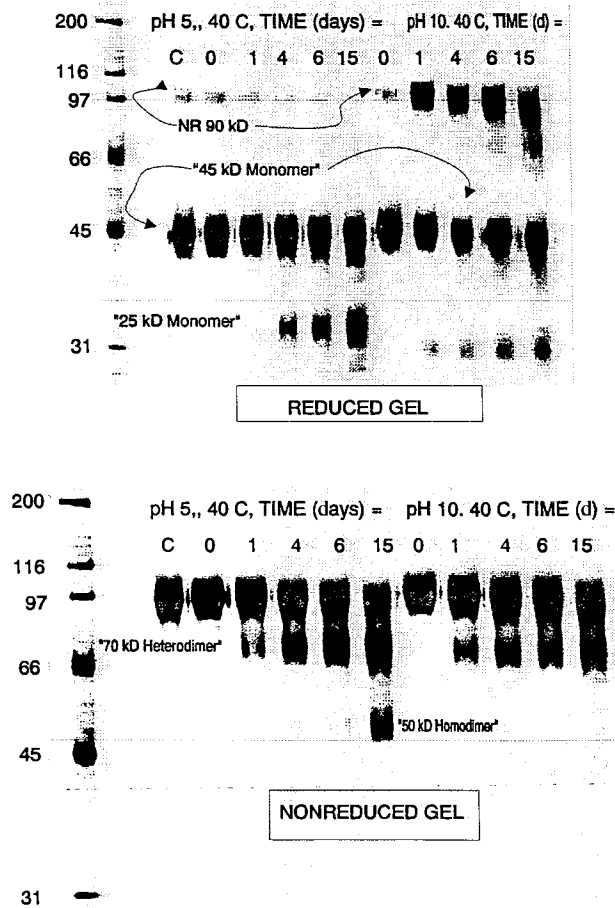 200 pH 5,, 40 C, TIME (days) = pH 10. 40 C, TIME (d) =
C 0 1 4 6 15 0 1 4 6 15
116
97
NR 90 kD
66
"45 kD Monomer"
45
"25 kD Monomer"
31
REDUCED GEL
200
pH 5,, 40 C, TIME (days) = pH 10. 40 C, TIME (d) =
C 0 1 4 6 15 0 1 4 6 15
116
97
"70 kD Heterodimer"
66
"50 kD Homodimer"
45
NONREDUCED GEL
31